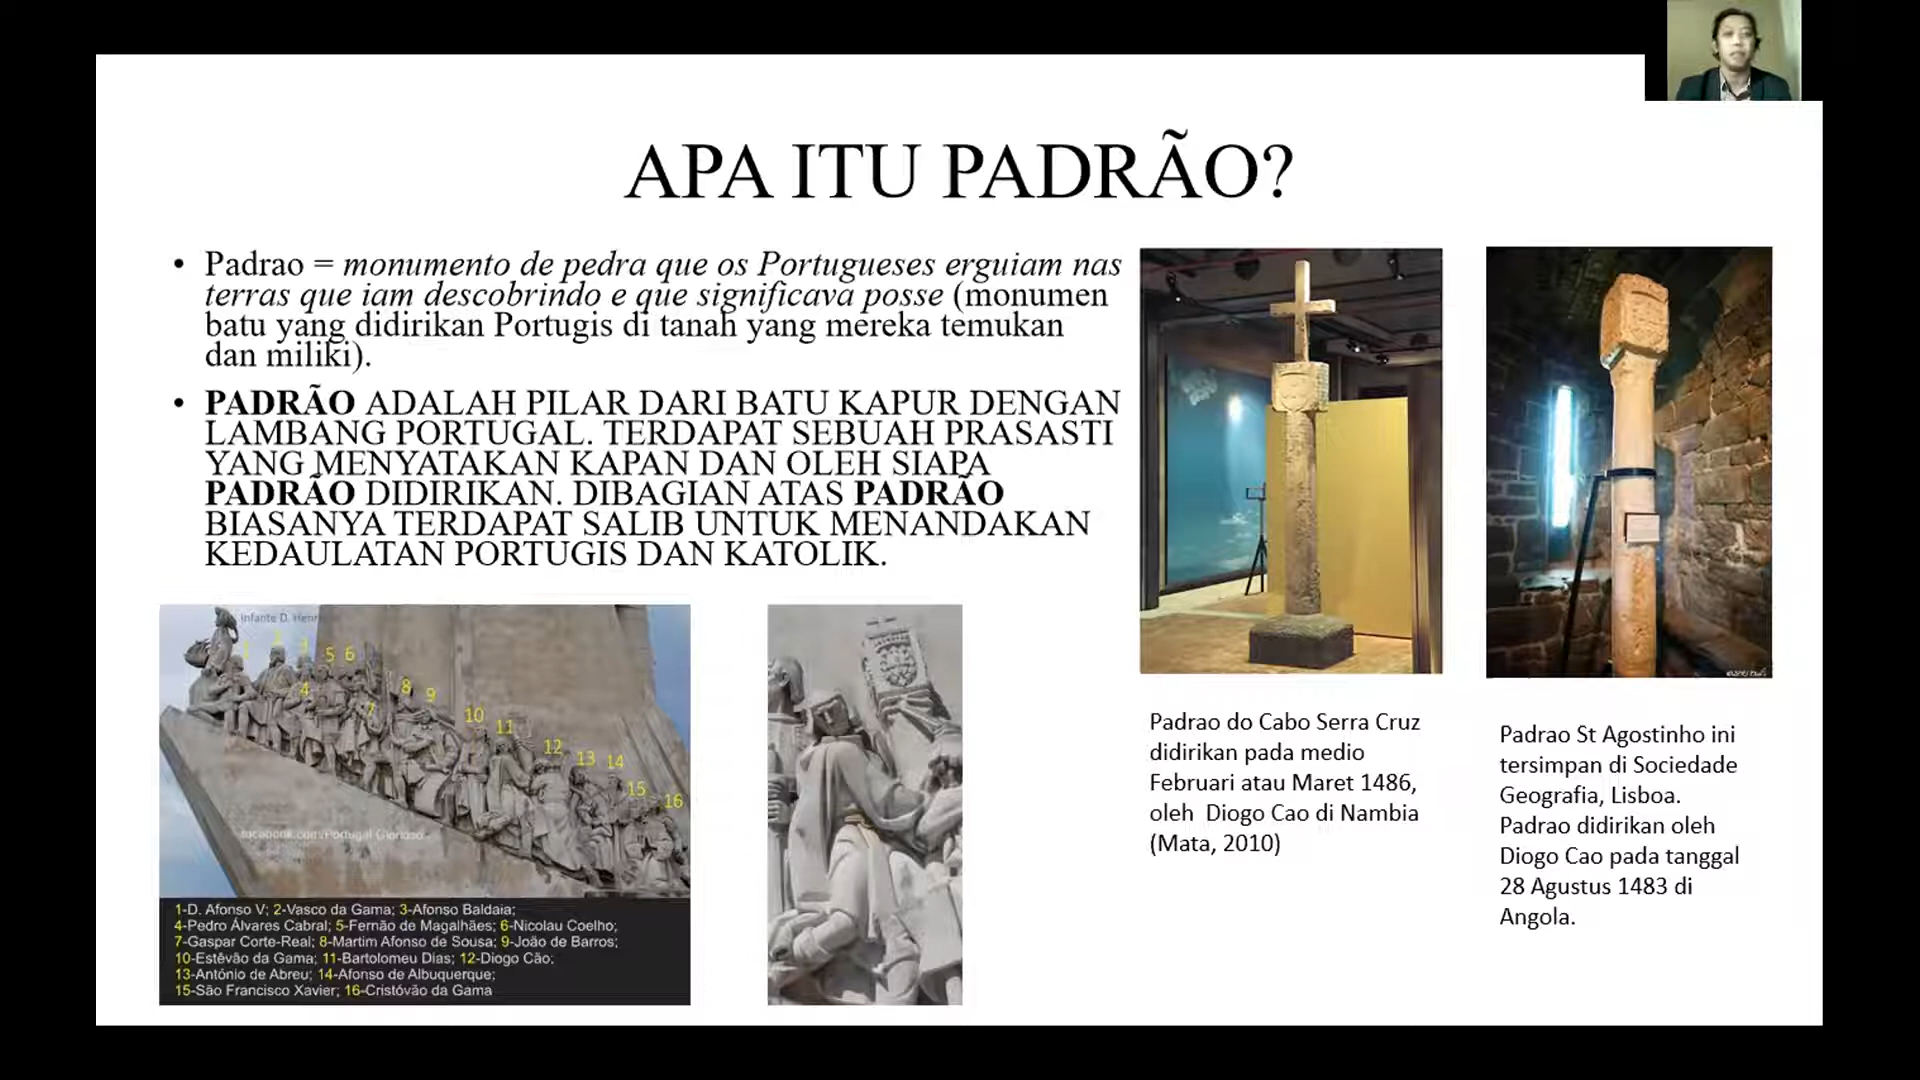 APA ITU PADRÃO?
• Padrao = monumento de pedra que os Portugueses erguiam nas
terras que iam descobrindo e que significava posse (monumen
batu yang didirikan Portugis di tanah yang mereka temukan
dan miliki).
• PADRÃO ADALAH PILAR DARI BATU KAPUR DENGAN
LAMBANG PORTUGAL. TERDAPAT SEBUAH PRASASTI
YANG MENYATAKAN KAPAN DAN OLEH SIAPA
PADRÃO DIDIRIKAN. DIBAGIAN ATAS PADRÃO
BIASANYA TERDAPAT SALIB UNTUK MENANDAKAN
KEDAULATAN PORTUGIS DAN KATOLIK.
Infante D.
1
2
3
5 6
4
7
8
9
10
11
12
13 14
15
16
facebook.com/Portugal Glorioso
1-D. Afonso V; 2-Vasco da Gama; 3-Afonso Baldaia;
4-Pedro Álvares Cabral; 5-Fernão de Magalhães; 6-Nicolau Coelho;
7-Gaspar Corte-Real; 8-Martim Afonso de Sousa; 9-João de Barros;
10-Estêvão da Gama; 11-Bartolomeu Dias; 12-Diogo Cão;
13-António de Abreu; 14-Afonso de Albuquerque;
15-São Francisco Xavier; 16-Cristóvão da Gama
Padrao do Cabo Serra Cruz
didirikan pada medio
Februari atau Maret 1486,
oleh Diogo Cao di Nambia
(Mata, 2010)
Padrao St Agostinho ini
tersimpan di Sociedade
Geografia, Lisboa.
Padrao didirikan oleh
Diogo Cao pada tanggal
28 Agustus 1483 di
Angola.